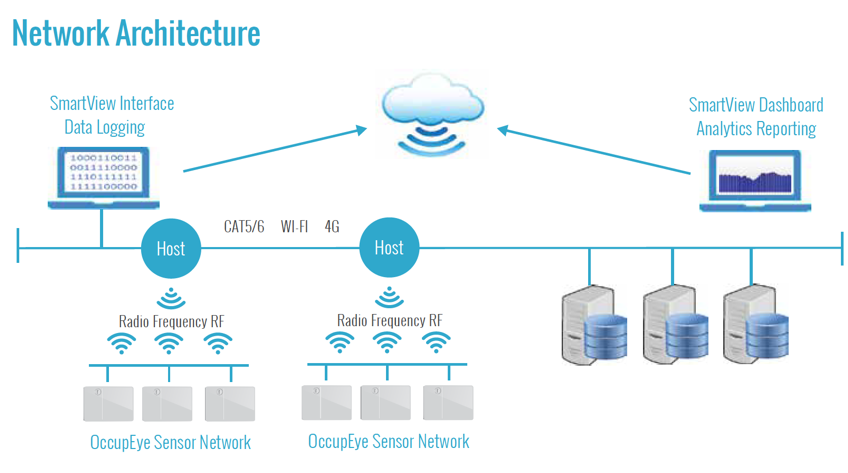 Network Architecture
SmartView Interface
Data Logging
1000110011
0011110000
1110111111
1111100000
SmartView Dashboard
Analytics Reporting
Host
CAT5/6 WI-FI 4G
Host
Radio Frequency RF
Radio Frequency RF
OccupEye Sensor Network
OccupEye Sensor Network